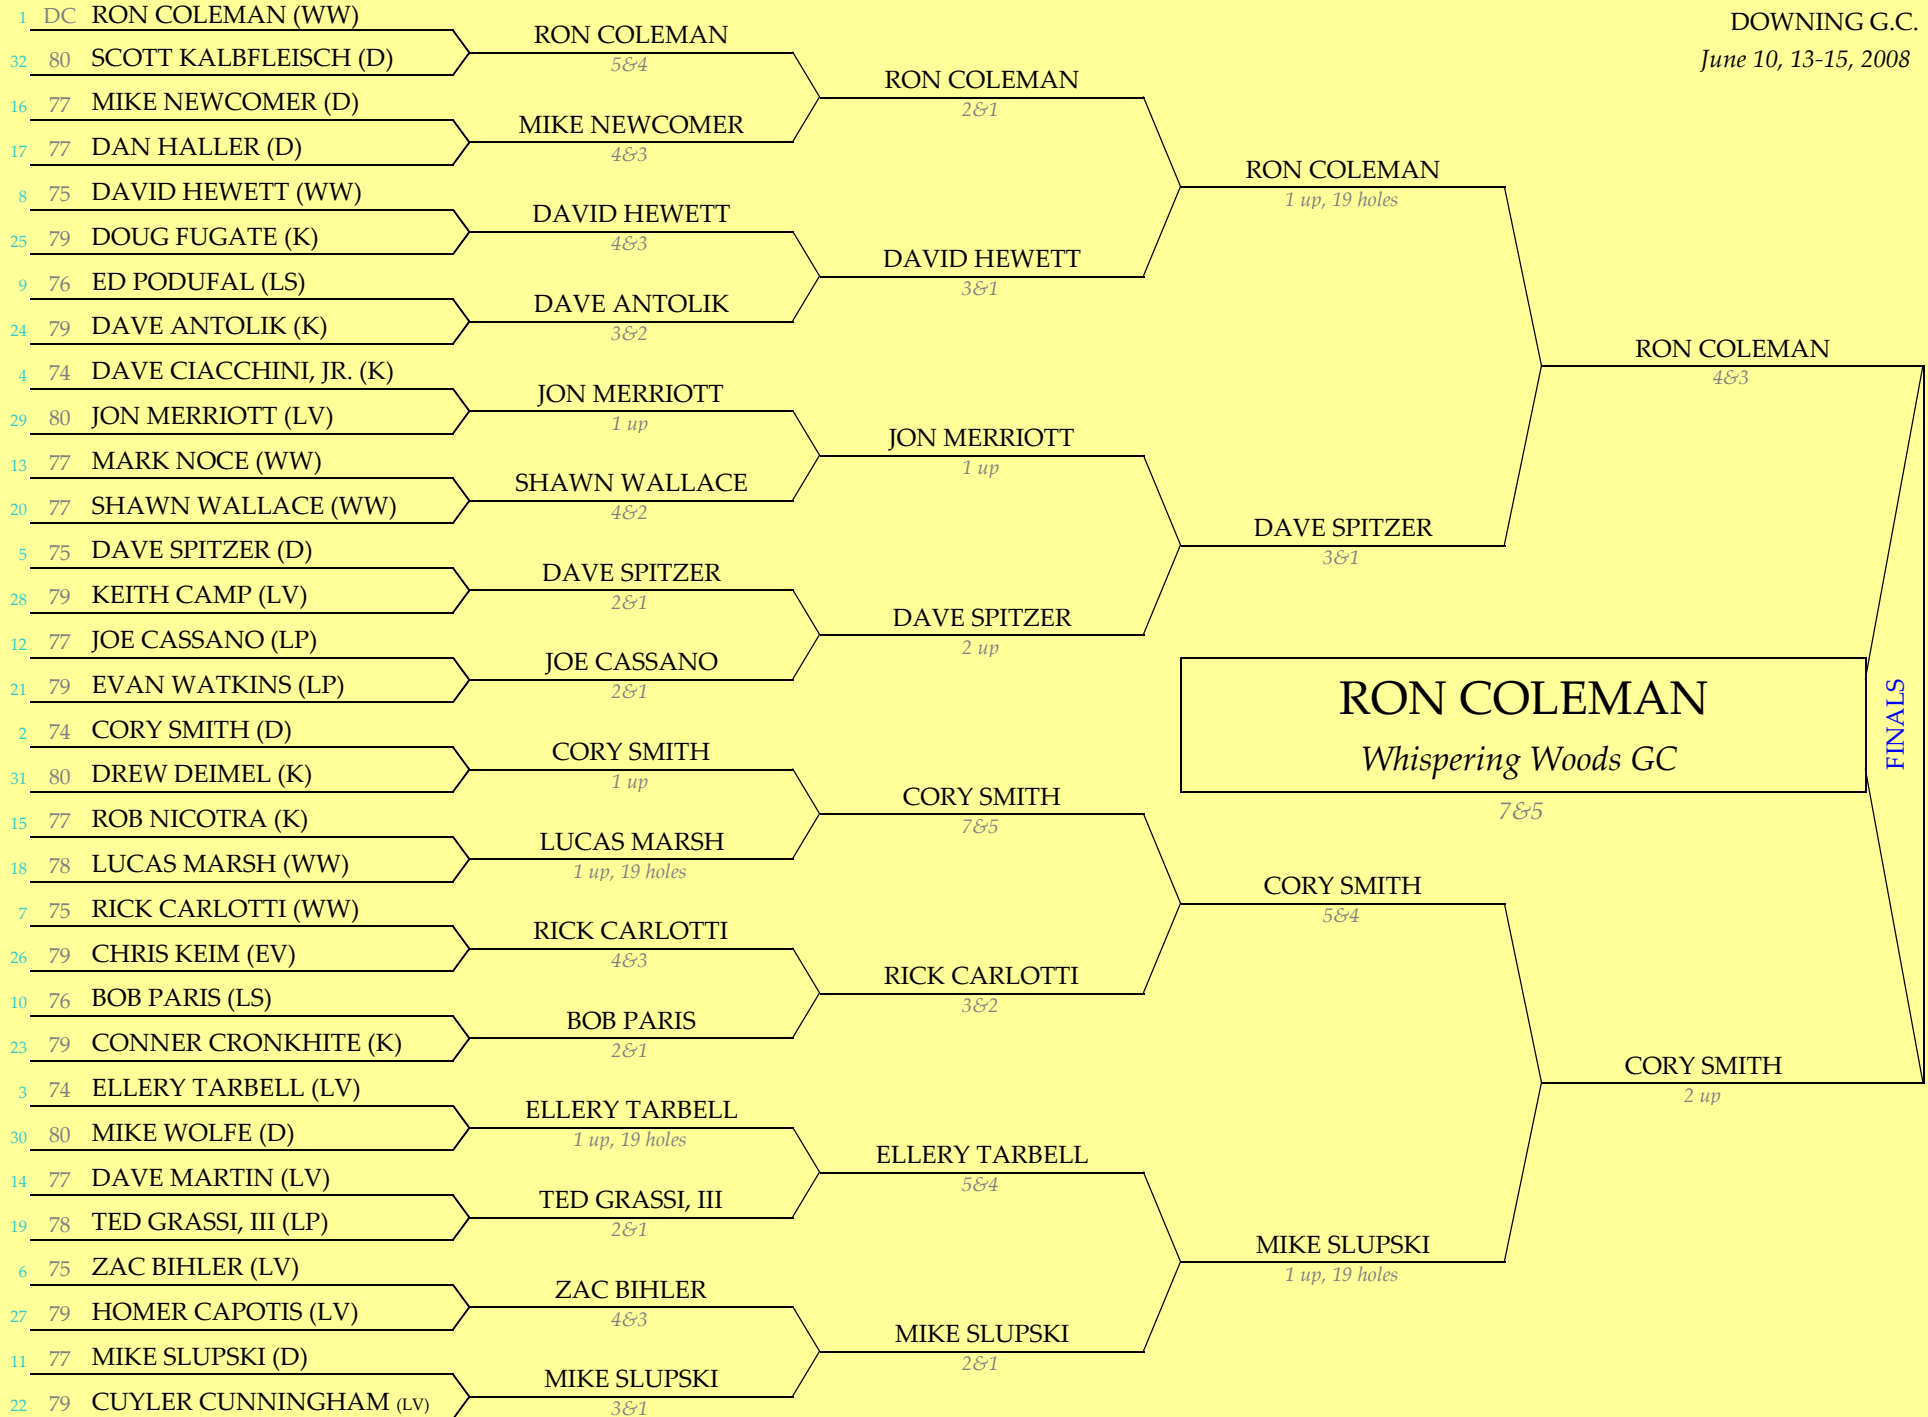 DOWNING G.C.
June 10, 13-15, 2008
1 DC RON COLEMAN (WW)
32 80 SCOTT KALBFLEISCH (D)
16 77 MIKE NEWCOMER (D)
17 77 DAN HALLER (D)
8 75 DAVID HEWETT (WW)
25 79 DOUG FUGATE (K)
9 76 ED PODUFAL (LS)
24 79 DAVE ANTOLIK (K)
4 74 DAVE CIACCHINI, JR. (K)
29 80 JON MERRIOTT (LV)
13 77 MARK NOCE (WW)
20 77 SHAWN WALLACE (WW)
5 75 DAVE SPITZER (D)
28 79 KEITH CAMP (LV)
12 77 JOE CASSANO (LP)
21 79 EVAN WATKINS (LP)
2 74 CORY SMITH (D)
31 80 DREW DEIMEL (K)
15 77 ROB NICOTRA (K)
18 78 LUCAS MARSH (WW)
7 75 RICK CARLOTTI (WW)
26 79 CHRIS KEIM (EV)
10 76 BOB PARIS (LS)
23 79 CONNER CRONKHITE (K)
3 74 ELLERY TARBELL (LV)
30 80 MIKE WOLFE (D)
14 77 DAVE MARTIN (LV)
19 78 TED GRASSI, III (LP)
6 75 ZAC BIHLER (LV)
27 79 HOMER CAPOTIS (LV)
11 77 MIKE SLUPSKI (D)
22 79 CUYLER CUNNINGHAM (LV)
RON COLEMAN
5&4
MIKE NEWCOMER
4&3
DAVID HEWETT
4&3
DAVE ANTOLIK
3&2
JON MERRIOTT
1 up
SHAWN WALLACE
4&2
DAVE SPITZER
2&1
JOE CASSANO
2&1
CORY SMITH
1 up
LUCAS MARSH
1 up, 19 holes
RICK CARLOTTI
4&3
BOB PARIS
2&1
ELLERY TARBELL
1 up, 19 holes
TED GRASSI, III
2&1
ZAC BIHLER
4&3
MIKE SLUPSKI
3&1
RON COLEMAN
2&1
DAVID HEWETT
3&1
JON MERRIOTT
1 up
DAVE SPITZER
2 up
CORY SMITH
7&5
RICK CARLOTTI
3&2
ELLERY TARBELL
5&4
MIKE SLUPSKI
2&1
RON COLEMAN
1 up, 19 holes
DAVE SPITZER
3&1
CORY SMITH
5&4
MIKE SLUPSKI
1 up, 19 holes
RON COLEMAN
4&3
CORY SMITH
2 up
FINALS
RON COLEMAN
Whispering Woods GC
7&5